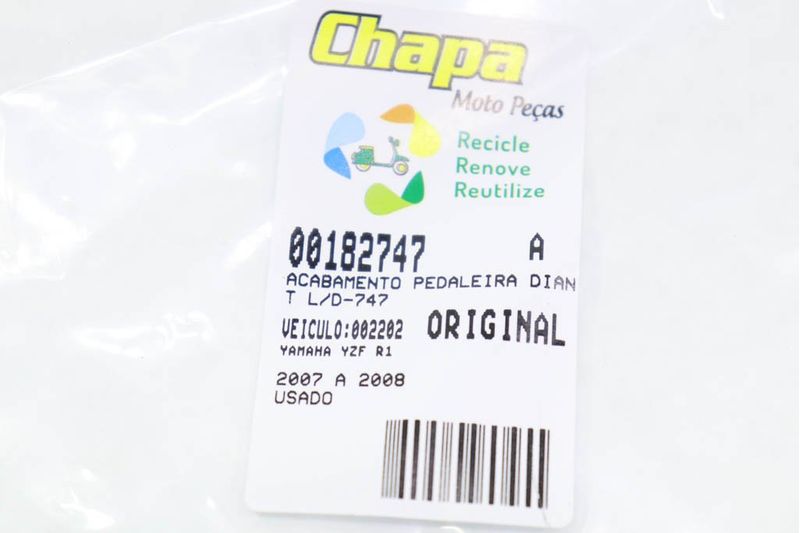 Chapa
Moto Peças
Recicle
Renove
Reutilize
00182747 A
ACABAMENTO PEDALEIRA DIAN
T L/D-747
VEICULO:002202 ORIGINAL
YAMAHA YZF R1
2007 A 2008
USADO